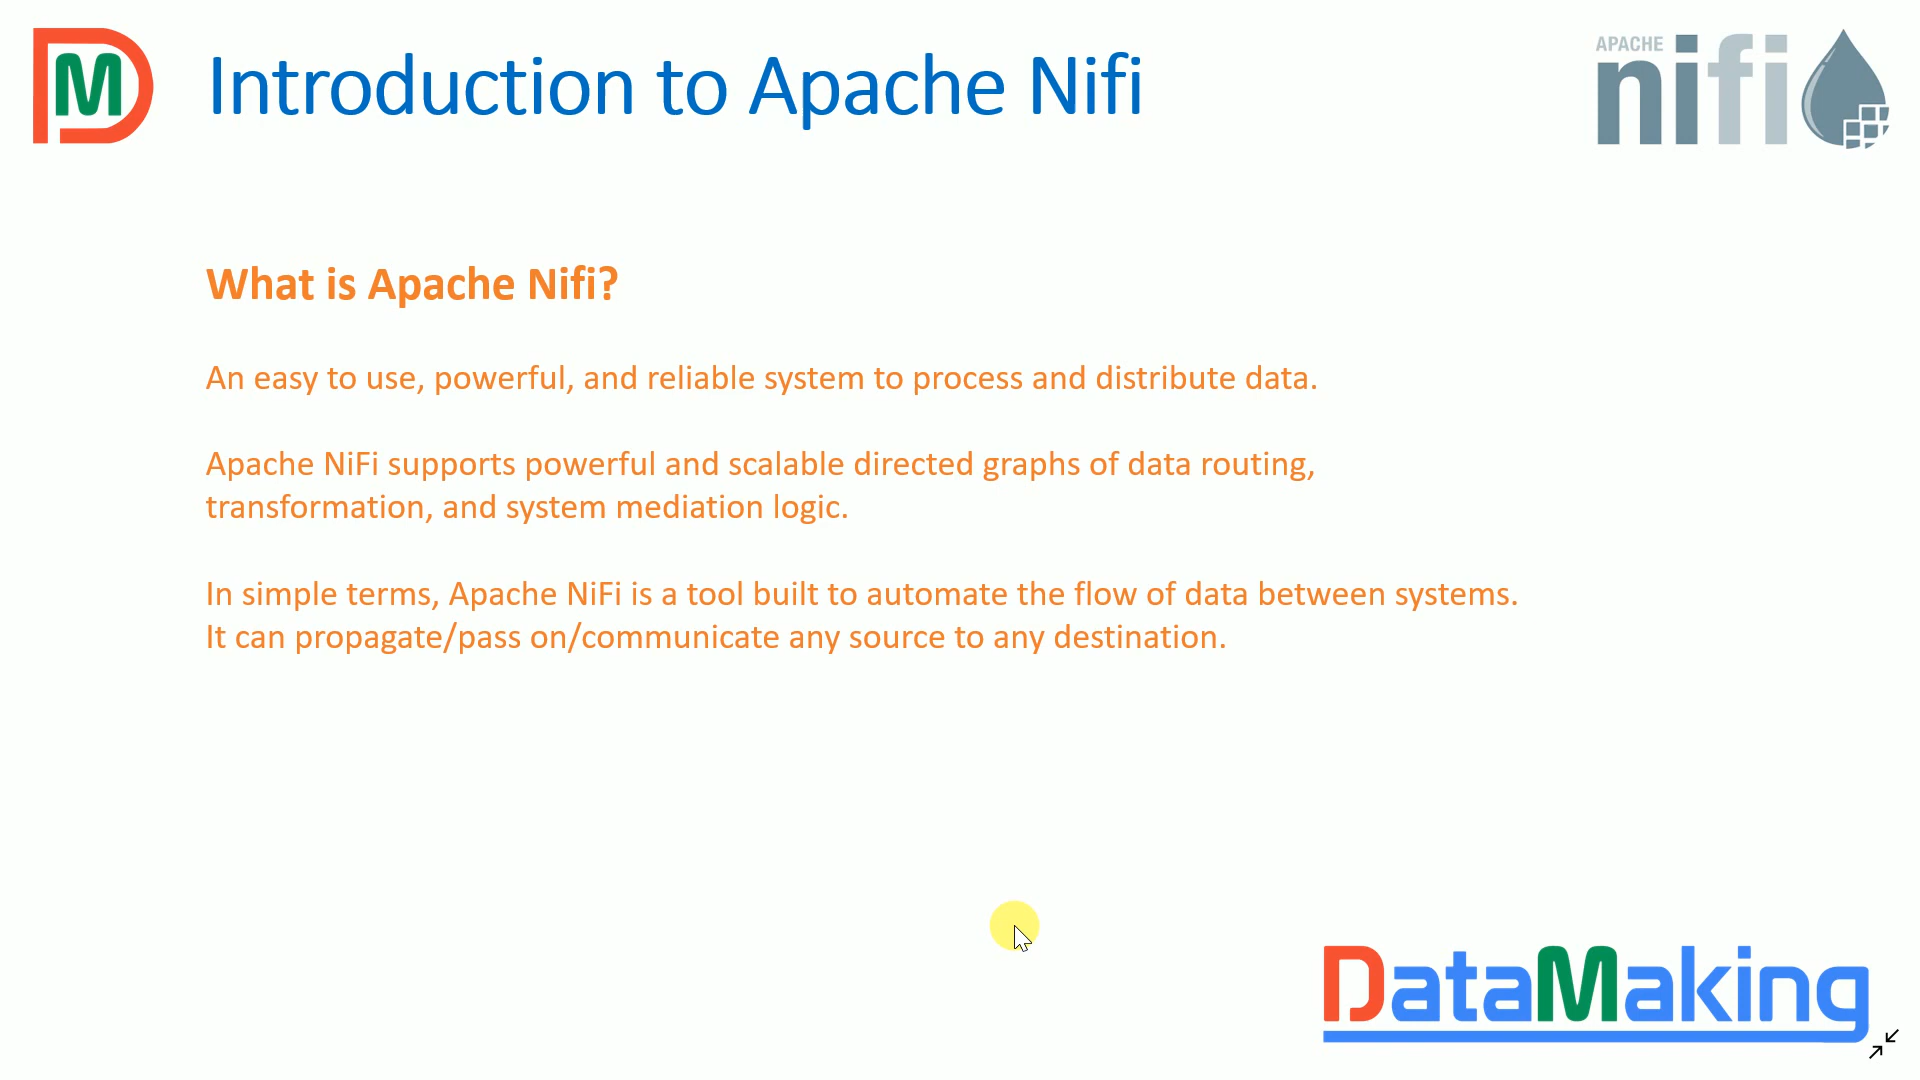 DM
Introduction to Apache Nifi
APACHE
nifi
What is Apache Nifi?
An easy to use, powerful, and reliable system to process and distribute data.
Apache NiFi supports powerful and scalable directed graphs of data routing,
transformation, and system mediation logic.
In simple terms, Apache NiFi is a tool built to automate the flow of data between systems.
It can propagate/pass on/communicate any source to any destination.
DataMaking